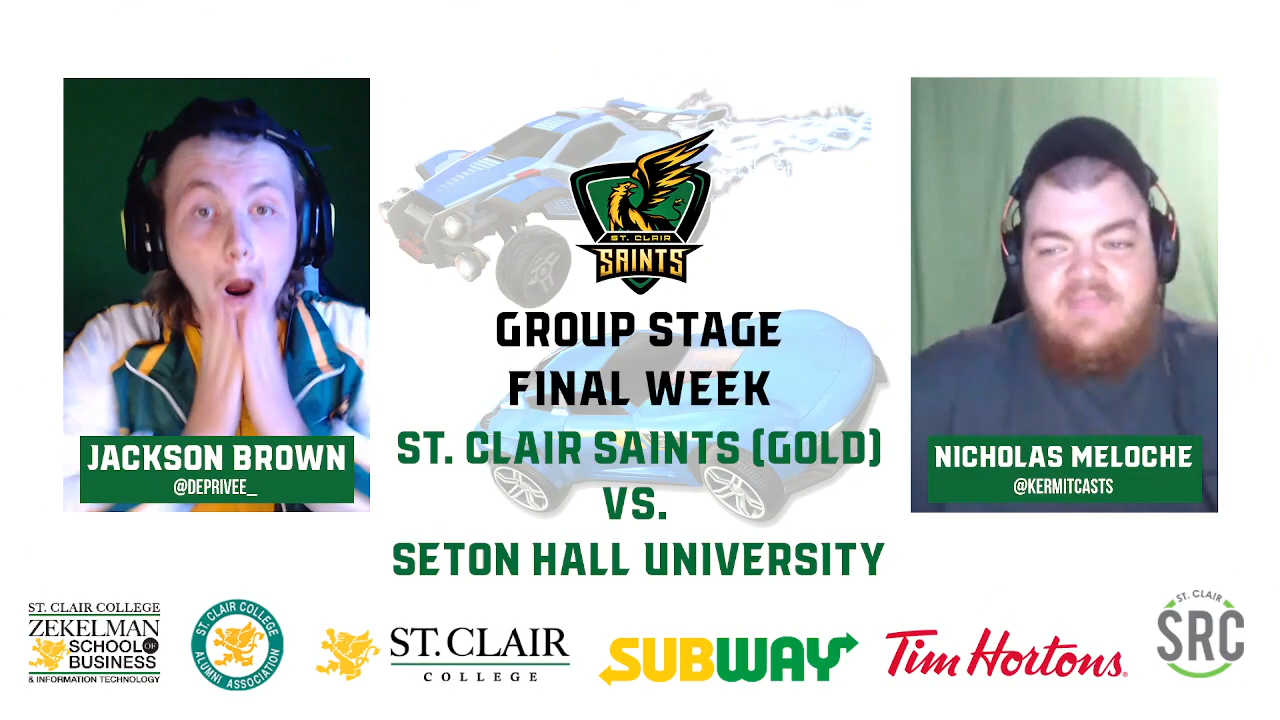 ST. CLAIR
SAINTS
GROUP STAGE
FINAL WEEK
ST. CLAIR SAINTS (GOLD)
VS.
SETON HALL UNIVERSITY
JACKSON BROWN
@DEPRIVEE_
NICHOLAS MELOCHE
@KERMITCASTS
ST. CLAIR COLLEGE
ZEKELMAN
SCHOOL OF
BUSINESS
& INFORMATION TECHNOLOGY
ST. CLAIR COLLEGE
ALUMNI ASSOCIATION
ST. CLAIR
COLLEGE
SUBWAY
Tim Hortons®
ST. CLAIR
SRC